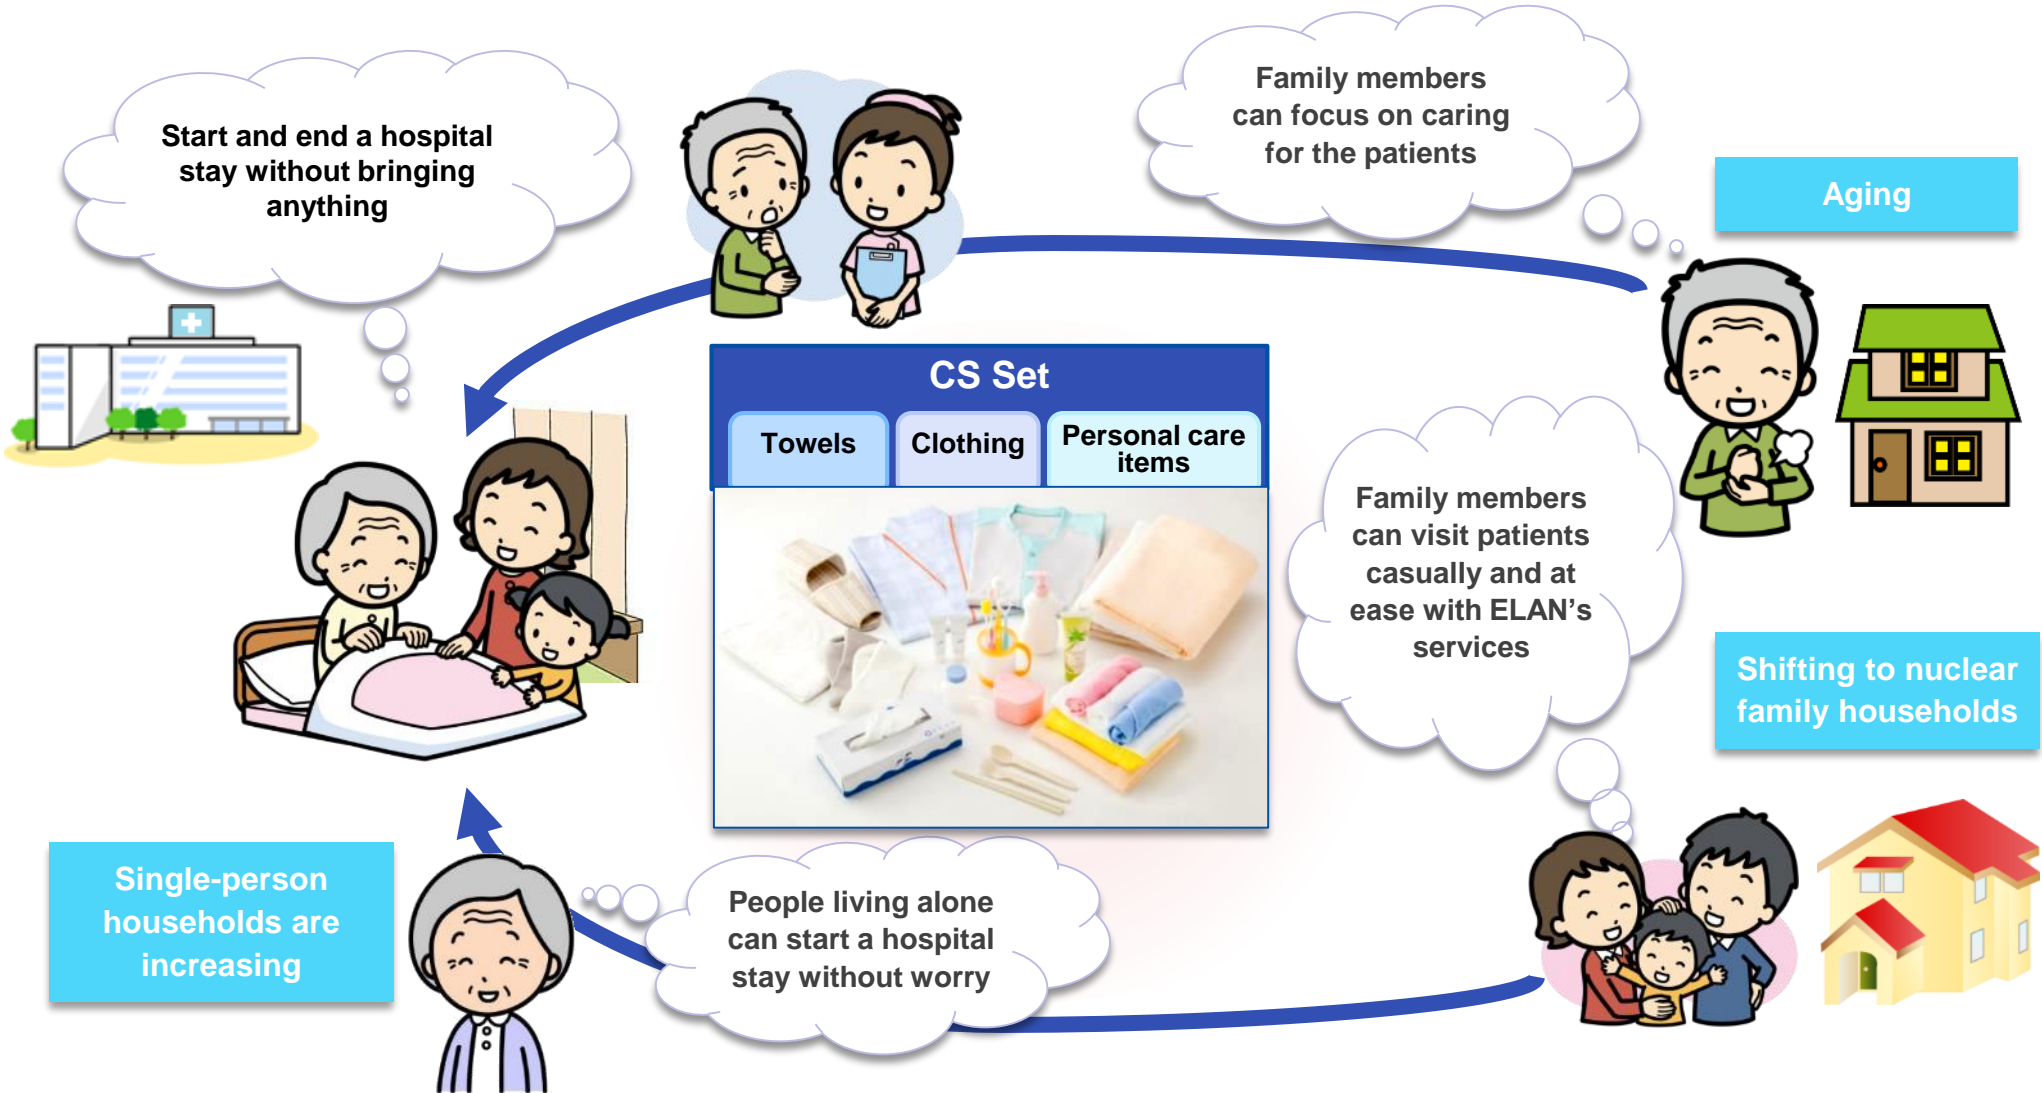 Start and end a hospital
stay without bringing
anything
Family members
can focus on caring
for the patients
Aging
CS Set
Towels
Clothing
Personal care
items
Family members
can visit patients
casually and at
ease with ELAN’s
services
Shifting to nuclear
family households
Single-person
households are
increasing
People living alone
can start a hospital
stay without worry